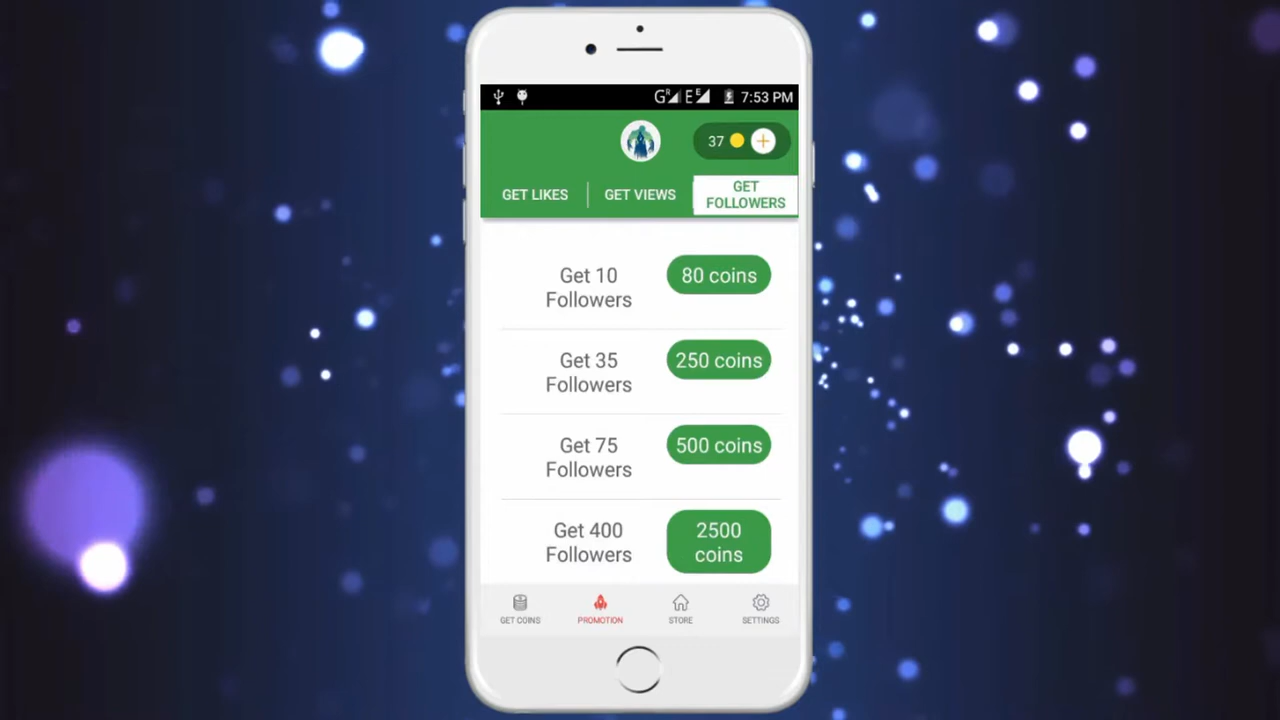 7:53 PM
37
GET LIKES
GET VIEWS
GET
FOLLOWERS
Get 10
Followers
80 coins
Get 35
Followers
250 coins
Get 75
Followers
500 coins
Get 400
Followers
2500
coins
GET COINS
PROMOTION
STORE
SETTINGS